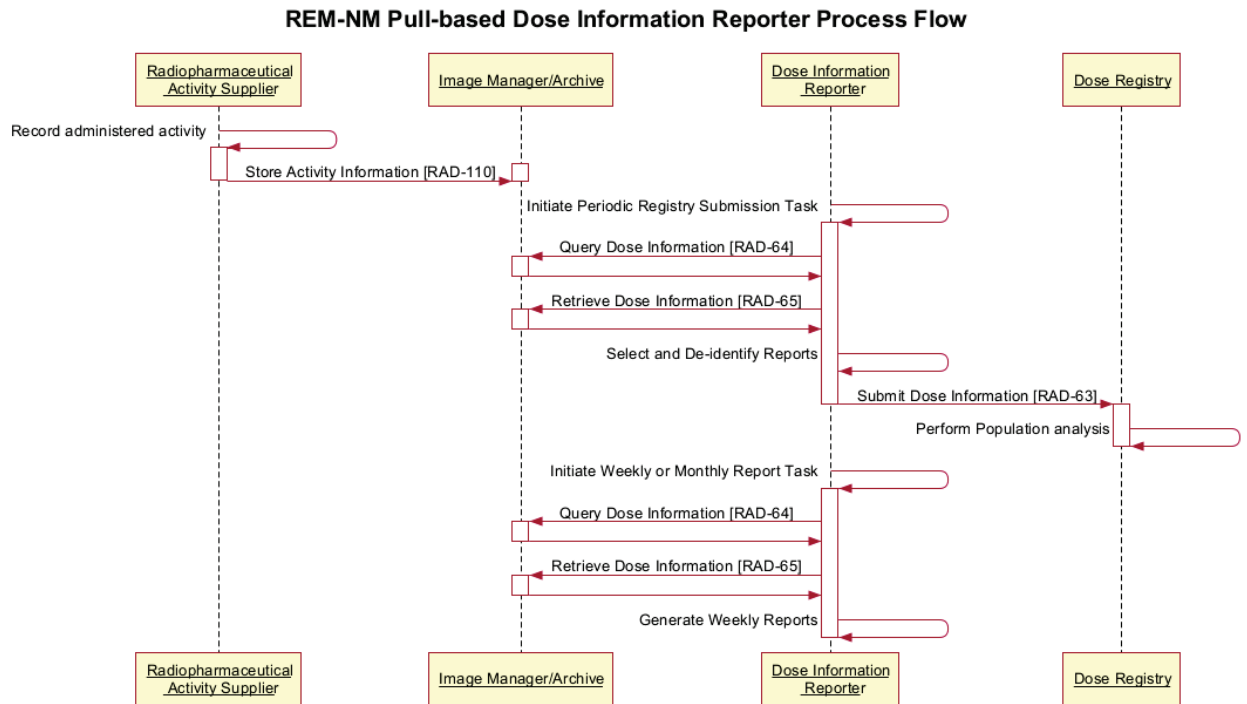 REM-NM Pull-based Dose Information Reporter Process Flow
Radiopharmaceutical
Activity Supplier
Image Manager/Archive
Dose Information
Reporter
Dose Registry
Record administered activity
Store Activity Information [RAD-110]
Initiate Periodic Registry Submission Task
Query Dose Information [RAD-64]
Retrieve Dose Information [RAD-65]
Select and De-identify Reports
Submit Dose Information [RAD-63]
Perform Population analysis
Initiate Weekly or Monthly Report Task
Query Dose Information [RAD-64]
Retrieve Dose Information [RAD-65]
Generate Weekly Reports
Radiopharmaceutical
Activity Supplier
Image Manager/Archive
Dose Information
Reporter
Dose Registry